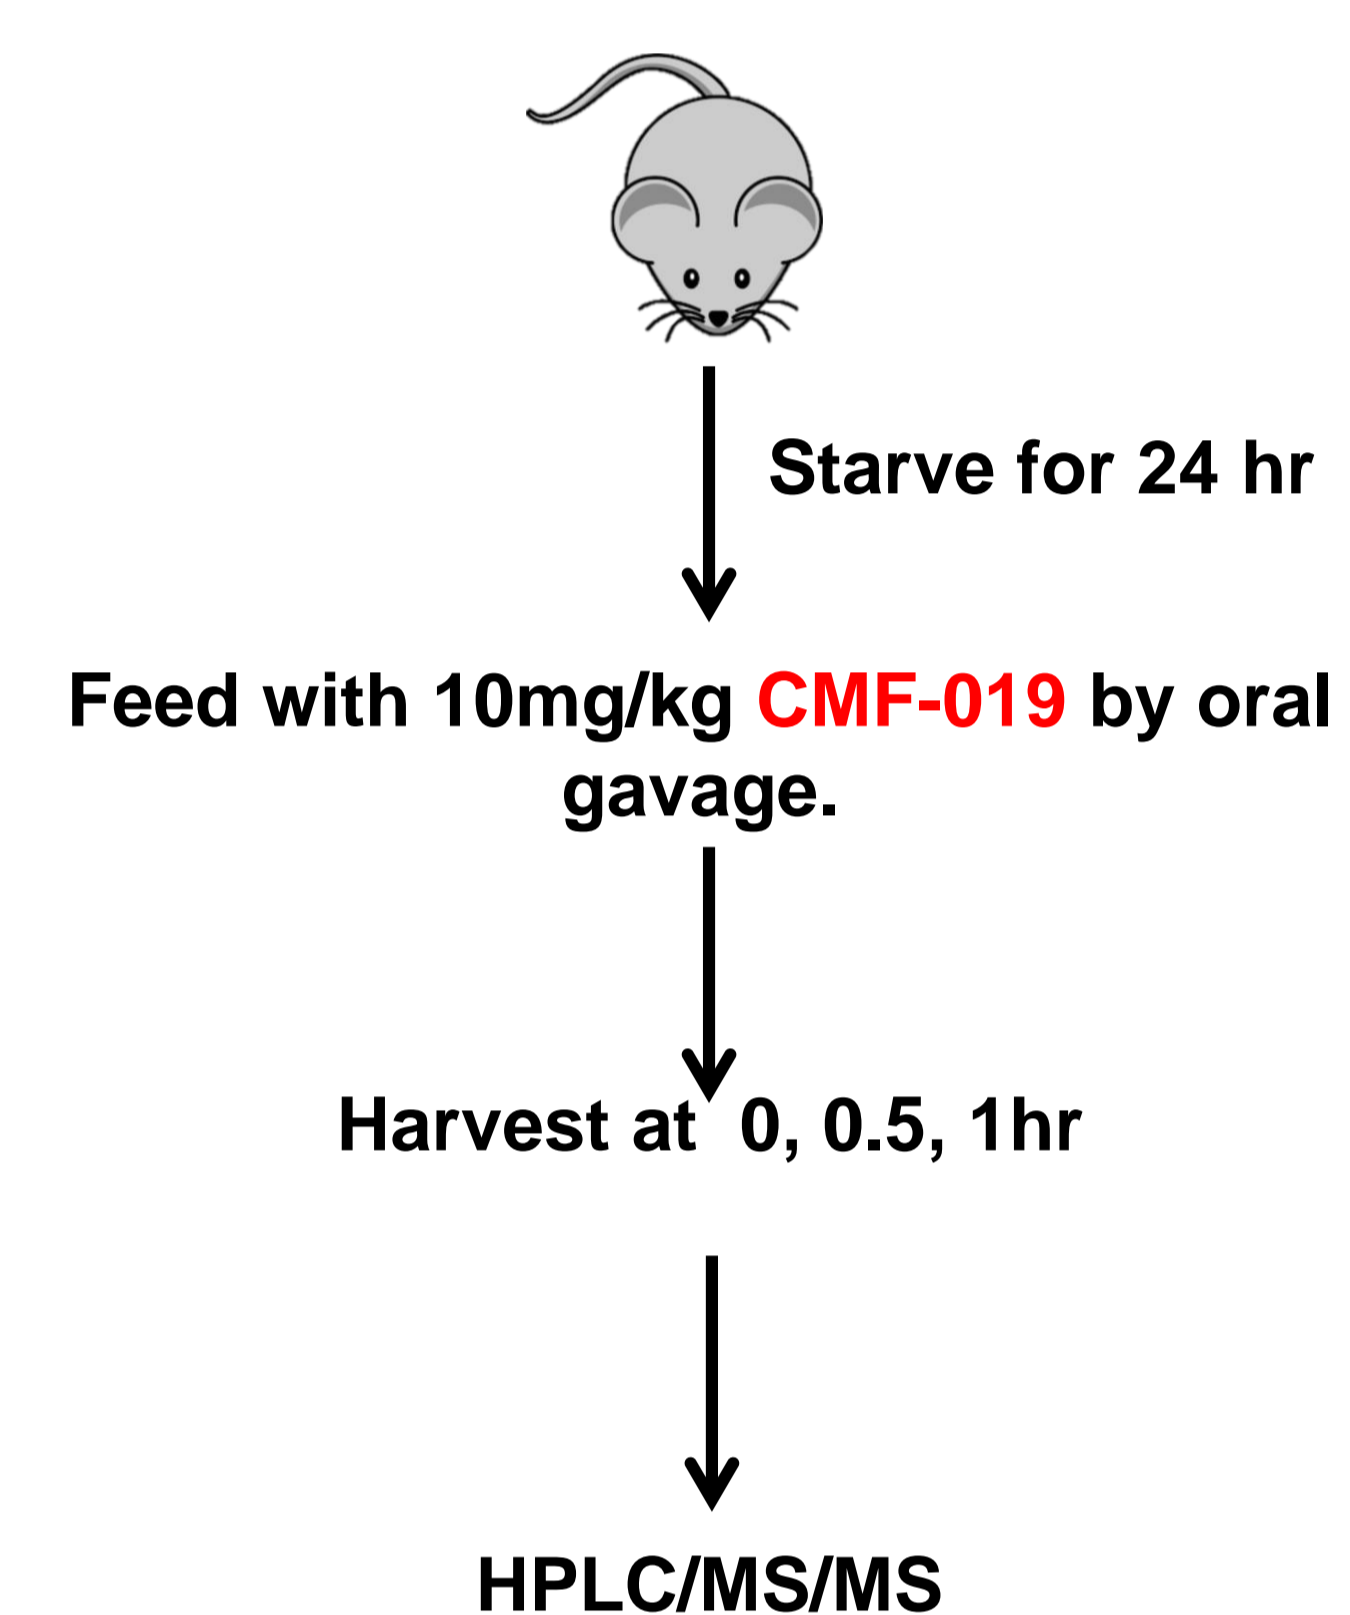 Starve for 24 hr
Feed with 10mg/kg CMF-019 by oral
gavage.
Harvest at  0, 0.5, 1hr
HPLC/MS/MS